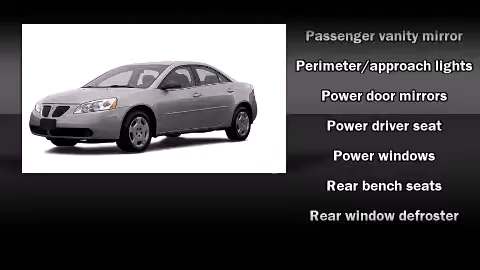 Passenger vanity mirror
Perimeter/approach lights
Power door mirrors
Power driver seat
Power windows
Rear bench seats
Rear window defroster